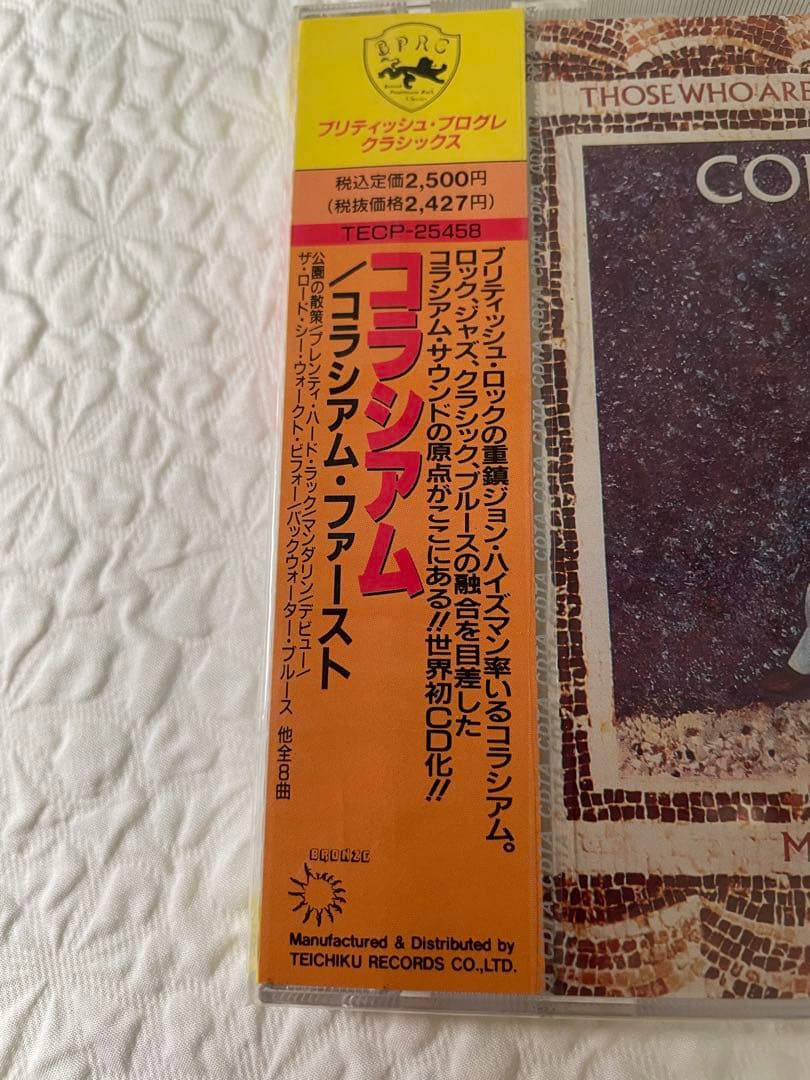 BPRC
British
Progressive Rock
Classics
ブリティッシュ・プログレ
クラシックス
税込定価2,500円
(税抜価格2,427円)
TECP-25458
ブリティッシュ・ロックの重鎮ジョン・ハイズマン率いるコラシアム。
ロック、ジャズ、クラシック、ブルースの融合を目差した
コラシアム・サウンドの原点がここにある!!世界初CD化!!
コラシアム
/コラシアム・ファースト
公園の散策/プレンティ・ハード・ラック/マンダリン/デビュー/
ザ・ロード・シー・ウォークト・ビフォー/バックウォーター・ブルース 他全8曲
BRONZE
Manufactured & Distributed by
TEICHIKU RECORDS CO.,LTD.
CDTA CDTA CDTA CDTA CDTA CDTA
THOSE WHO ARE
CO
M